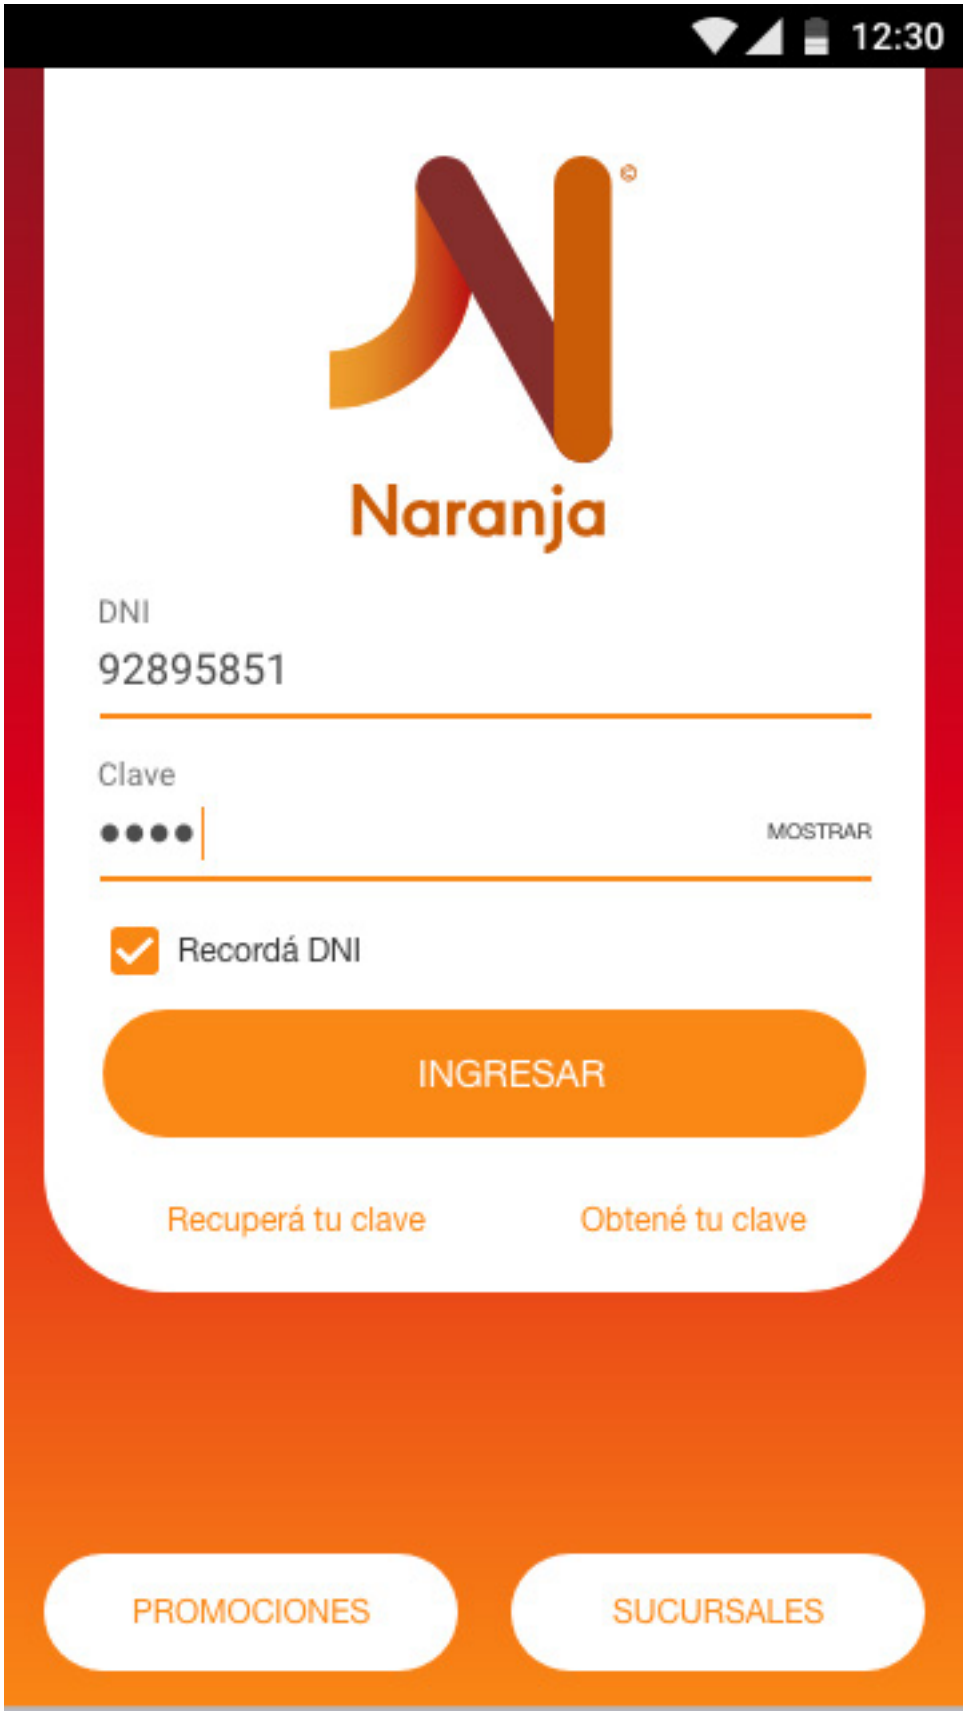 12:30
©
Naranja
DNI
92895851
Clave
●●●●
MOSTRAR
Recordá DNI
INGRESAR
Recuperá tu clave
Obtené tu clave
PROMOCIONES
SUCURSALES